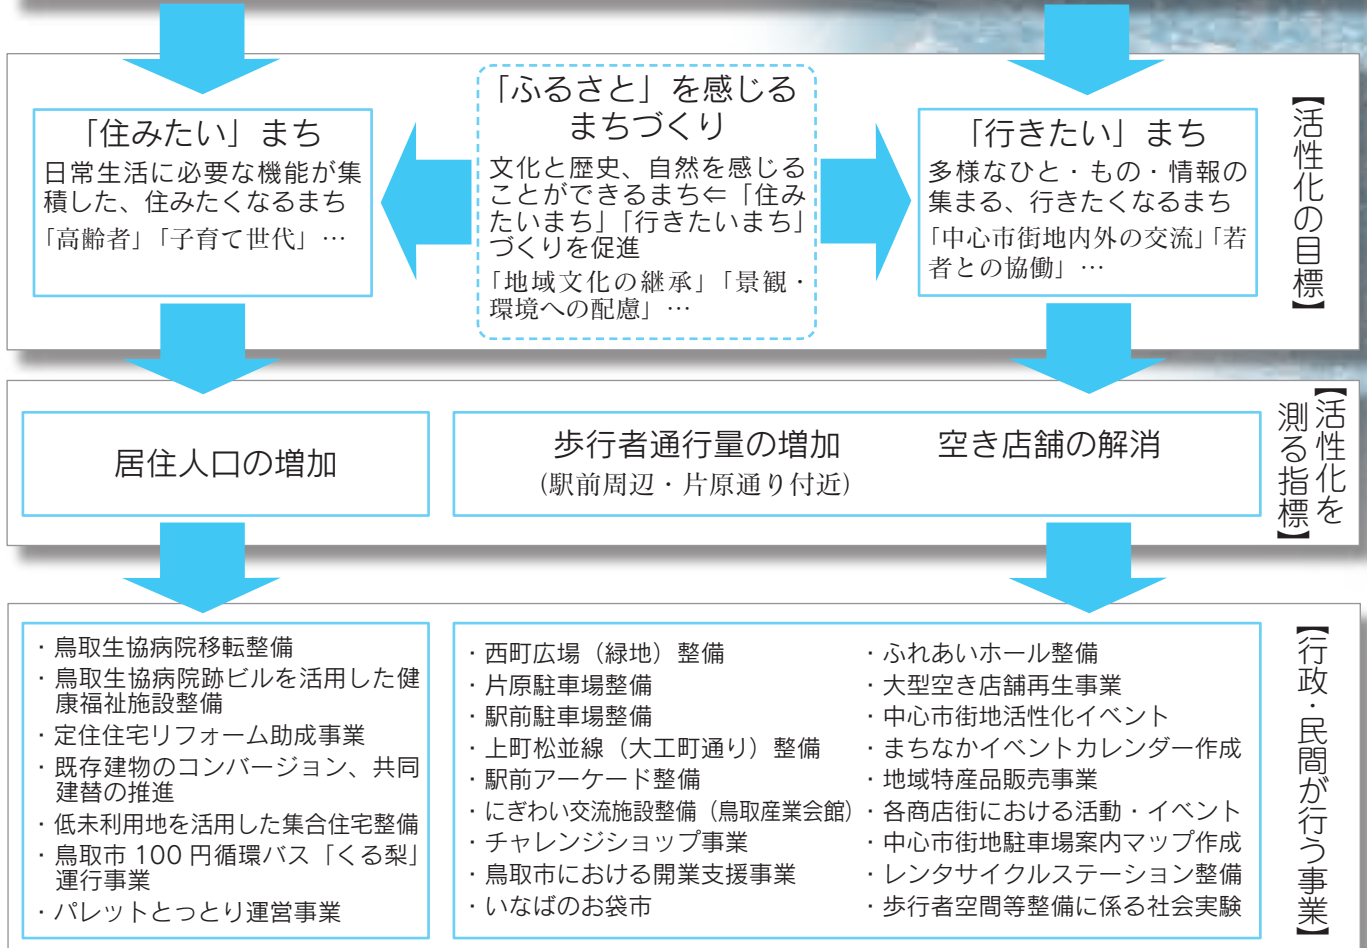 「住みたい」まち
日常生活に必要な機能が集
積した、住みたくなるまち
「高齢者」「子育て世代」…
「ふるさと」を感じる
まちづくり
文化と歴史、自然を感じる
ことができるまち⇐「住み
たいまち」「行きたいまち」
づくりを促進
「地域文化の継承」「景観・
環境への配慮」…
「行きたい」まち
多様なひと・もの・情報の
集まる、行きたくなるまち
「中心市街地内外の交流」「若
者との協働」…
【活性化の目標】
居住人口の増加
歩行者通行量の増加
(駅前周辺・片原通り付近)
空き店舗の解消
【活性化を
測る指標】
・鳥取生協病院移転整備
・鳥取生協病院跡ビルを活用した健
康福祉施設整備
・定住住宅リフォーム助成事業
・既存建物のコンバージョン、共同
建替の推進
・低未利用地を活用した集合住宅整備
・鳥取市 100 円循環バス「くる梨」
運行事業
・パレットとっとり運営事業
・西町広場（緑地）整備
・片原駐車場整備
・駅前駐車場整備
・上町松並線（大工町通り）整備
・駅前アーケード整備
・にぎわい交流施設整備（鳥取産業会館）
・チャレンジショップ事業
・鳥取市における開業支援事業
・いなばのお袋市
・ふれあいホール整備
・大型空き店舗再生事業
・中心市街地活性化イベント
・まちなかイベントカレンダー作成
・地域特産品販売事業
・各商店街における活動・イベント
・中心市街地駐車場案内マップ作成
・レンタサイクルステーション整備
・歩行者空間等整備に係る社会実験
【行政・民間が行う事業】